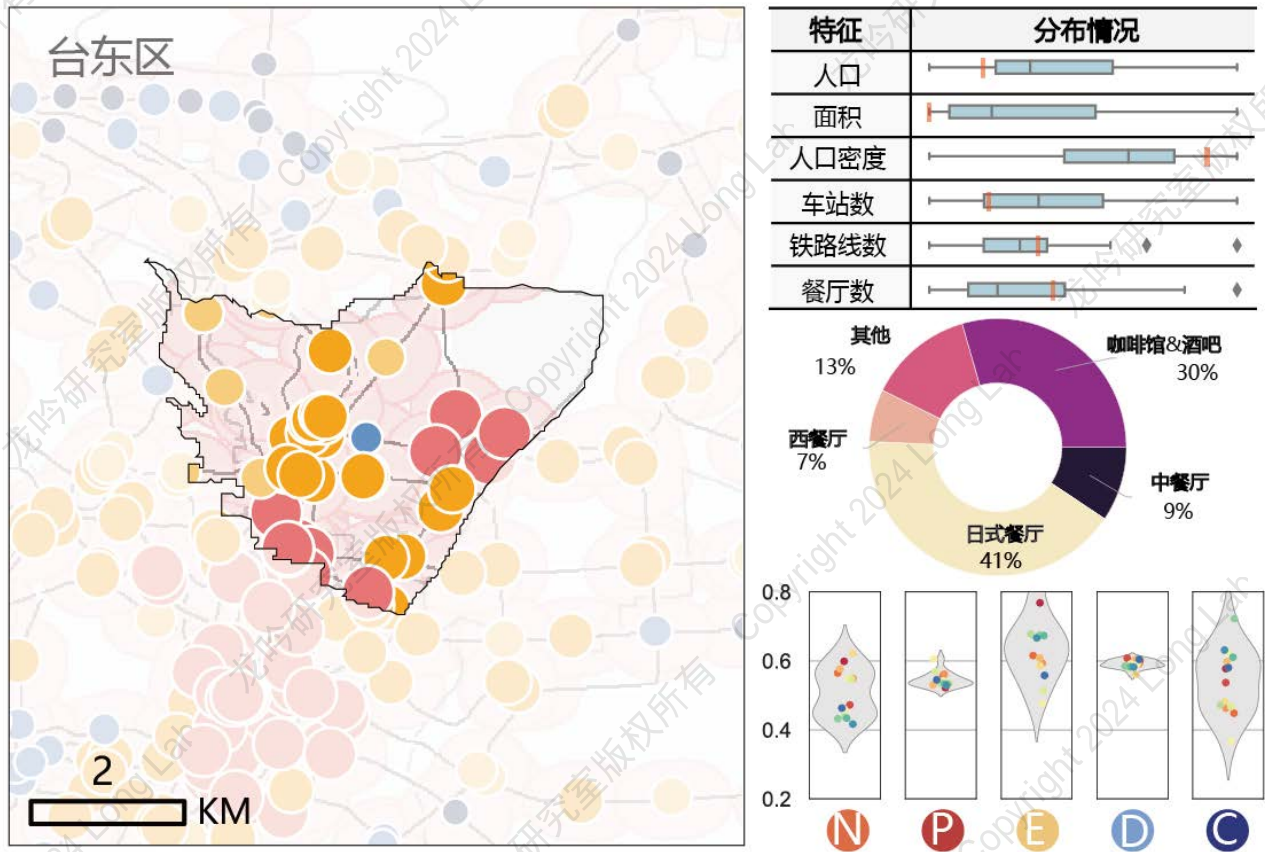 台东区
2
KM
特征 分布情况
人口
面积
人口密度
车站数
铁路线数
餐厅数
其他
13%
咖啡馆&酒吧
30%
西餐厅
7%
中餐厅
9%
日式餐厅
41%
0.8
0.6
0.4
0.2
N P E D C
龙吟研究室版权所有
Copyright 2024 Long Lab